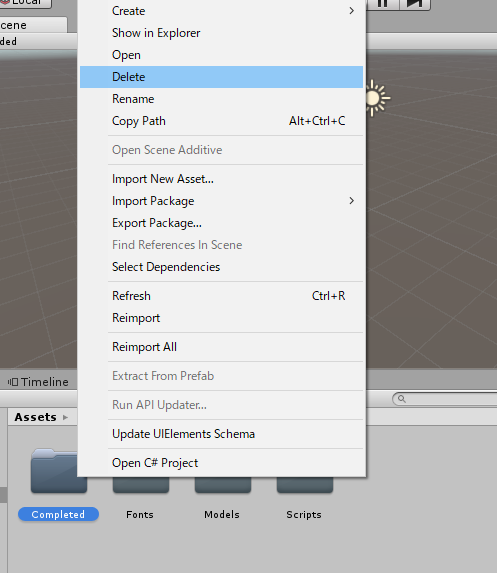 Local
Create
cene
Show in Explorer
ded
Open
Delete
Rename
Copy Path Alt+Ctrl+C
Open Scene Additive
Import New Asset...
Import Package
Export Package...
Find References In Scene
Select Dependencies
Refresh Ctrl+R
Reimport
Reimport All
Timeline
Extract From Prefab
Run API Updater...
Assets
Update UIElements Schema
Open C# Project
Completed Fonts Models Scripts